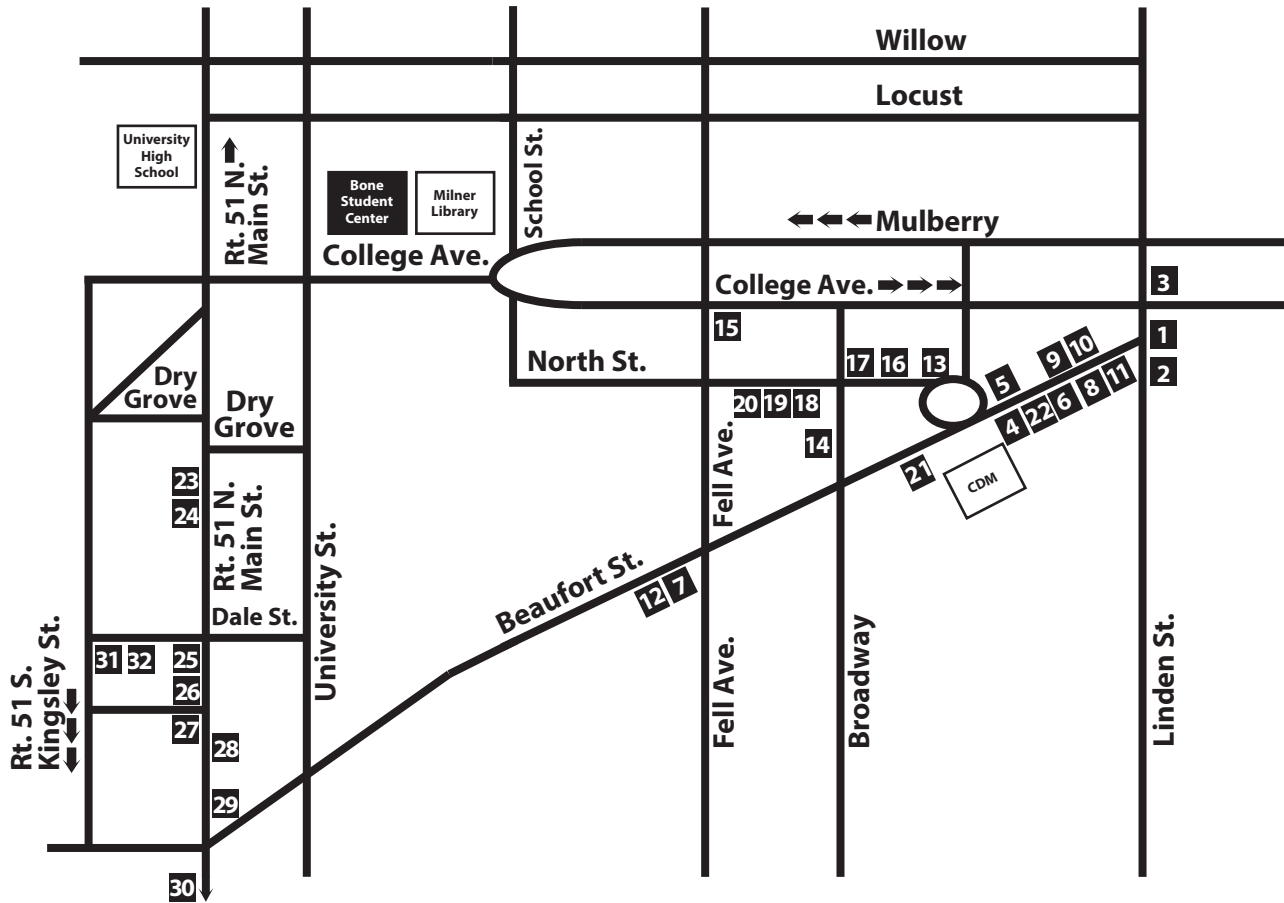 Willow
Locust
University
High
School
Rt. 51 N.
Main St.
Bone
Student
Center
Milner
Library
School St.
Mulberry
College Ave.
College Ave.
3
15
1
North St.
17
16
13
9
10
2
5
Dry
Grove
Dry
Grove
20
19
18
4
22
6
8
11
14
Fell Ave.
21
CDM
23
24
Rt. 51 N.
Main St.
University St.
Beaufort St.
12
7
Dale St.
Rt. 51 S.
Kingsley St.
31
32
25
26
27
28
29
30
Fell Ave.
Broadway
Linden St.